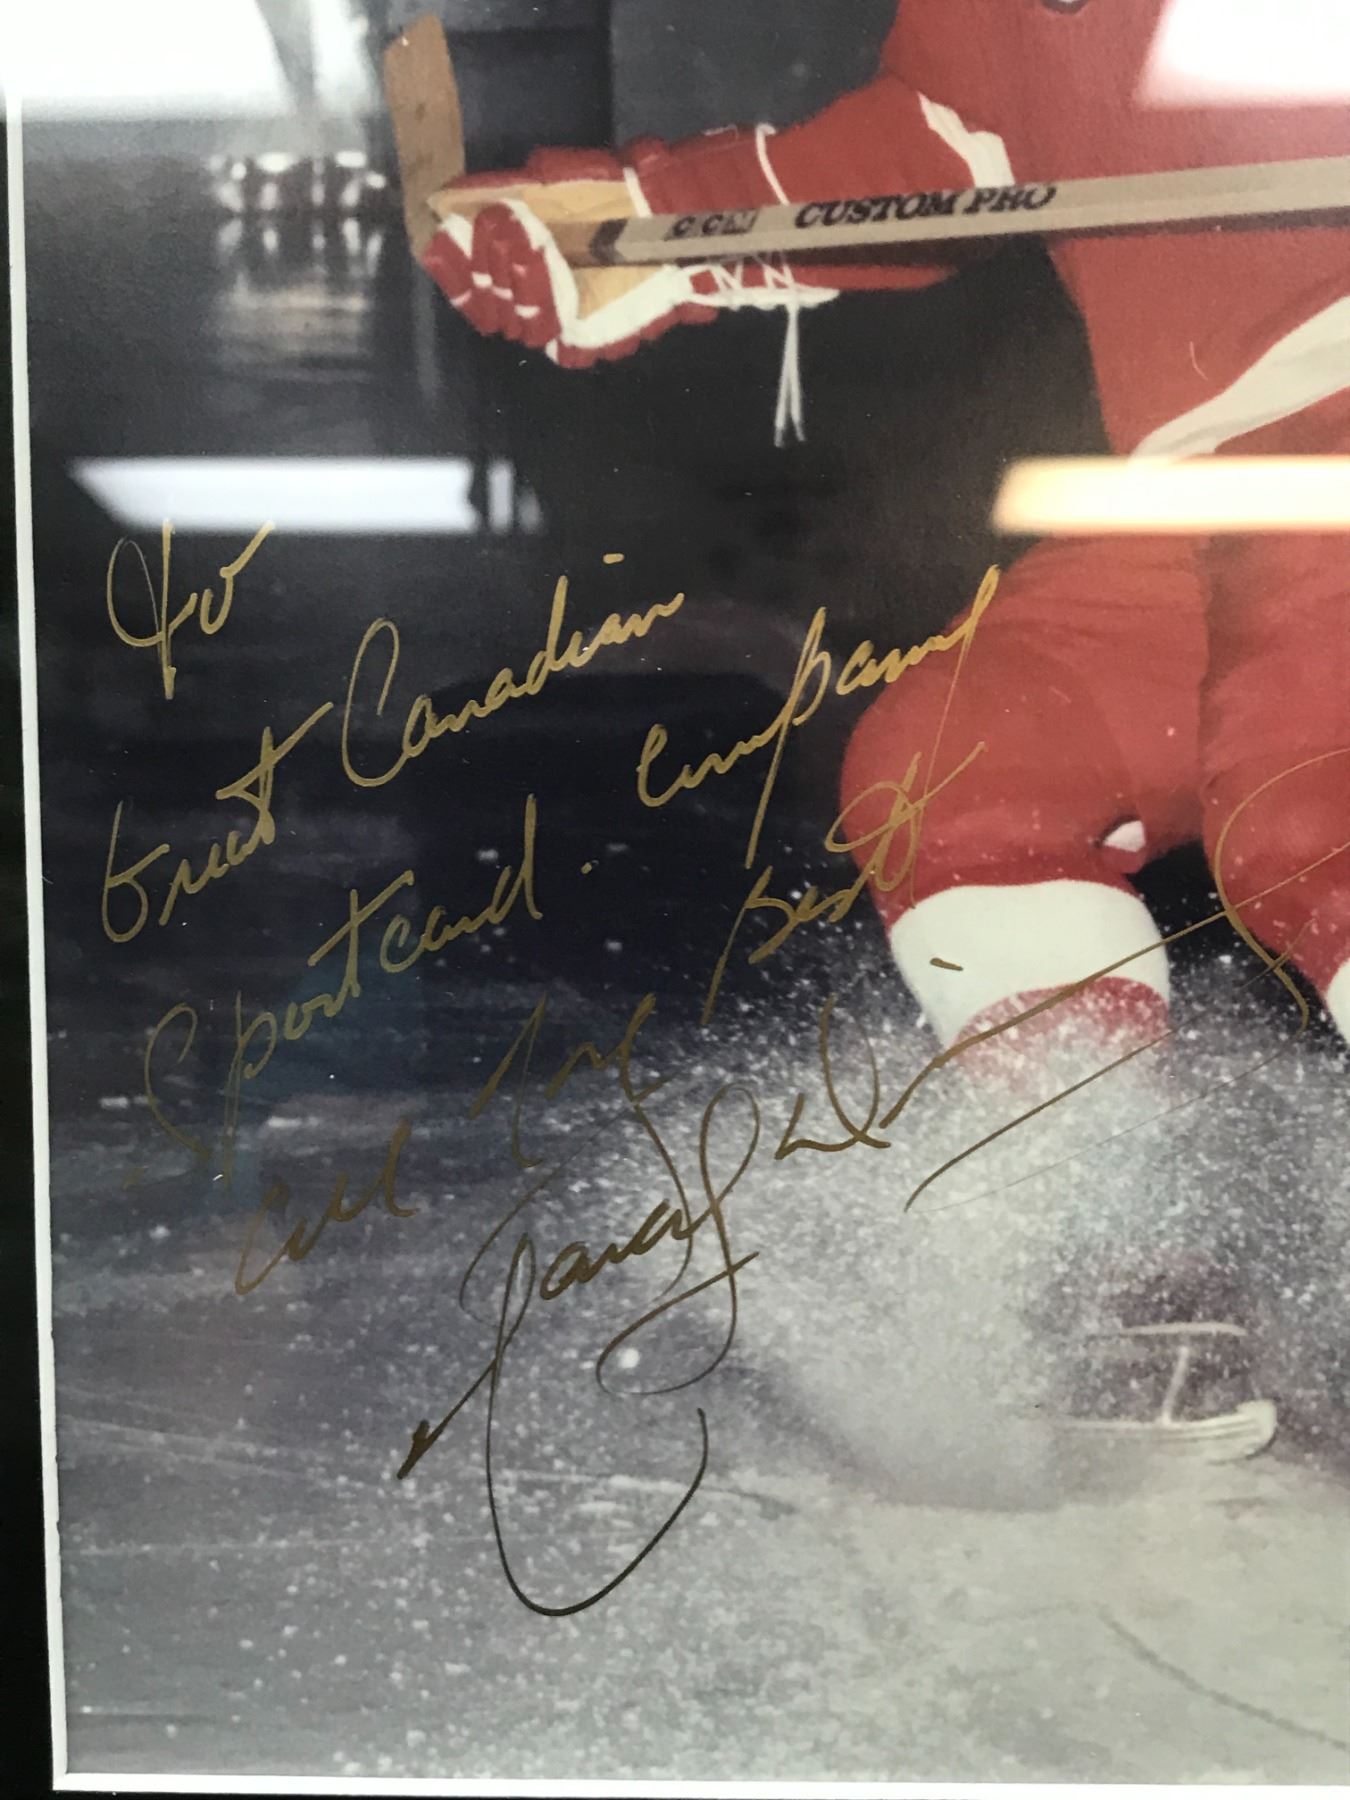 CCM CUSTOM PRO
To
Great Canadian
Sportcard. Company
All The Best